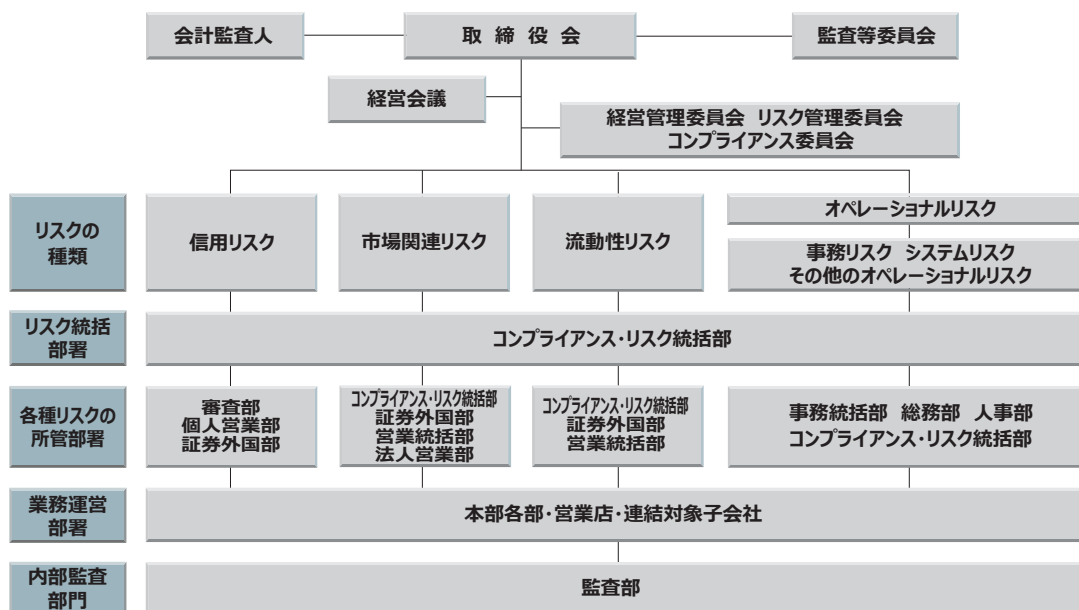 会計監査人
取締役会
監査等委員会
経営会議
経営管理委員会 リスク管理委員会
コンプライアンス委員会
リスクの
種類
信用リスク
市場関連リスク
流動性リスク
オペレーショナルリスク
事務リスク システムリスク
その他のオペレーショナルリスク
リスク統括
部署
コンプライアンス・リスク統括部
各種リスクの
所管部署
審査部
個人営業部
証券外国部
コンプライアンス・リスク統括部
証券外国部
営業統括部
法人営業部
コンプライアンス・リスク統括部
証券外国部
営業統括部
事務統括部 総務部 人事部
コンプライアンス・リスク統括部
業務運営
部署
本部各部・営業店・連結対象子会社
内部監査
部門
監査部